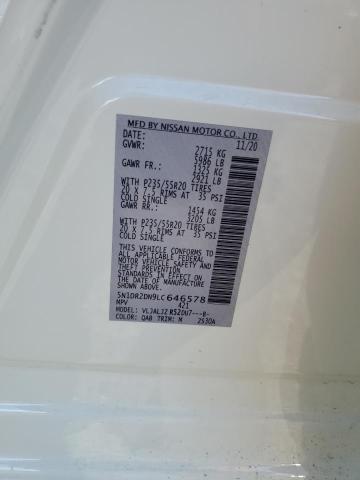 MFD BY NISSAN MOTOR CO., LTD.
DATE: 11/20
GVWR: 2715 KG
5986 LB
GAWR FR.: 1325 KG
2921 LB
WITH P235/55R20 TIRES
20 X 7.5 RIMS AT 35 PSI
COLD SINGLE
GAWR RR.: 1454 KG
3205 LB
WITH P235/55R20 TIRES
20 X 7.5 RIMS AT 35 PSI
COLD SINGLE
THIS VEHICLE CONFORMS TO
ALL APPLICABLE FEDERAL
MOTOR VEHICLE SAFETY
STANDARDS IN EFFECT ON
THE DATE OF MANUFACTURE
SHOWN ABOVE.
5N1DR2DN9LC646578
MPV 421
MODEL: VLJALJZ R52DU7---B-
COLOR: QAB TRIM: M 2530A